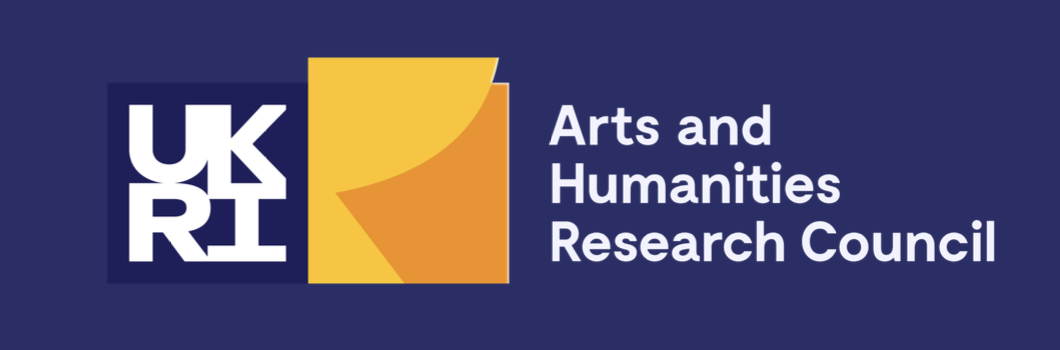 UK
RI
Arts and
Humanities
Research Council